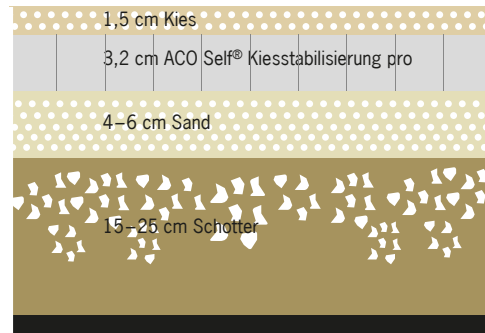 1,5 cm Kies
3,2 cm ACO Self® Kiesstabilisierung pro
4–6 cm Sand
15–25 cm Schotter